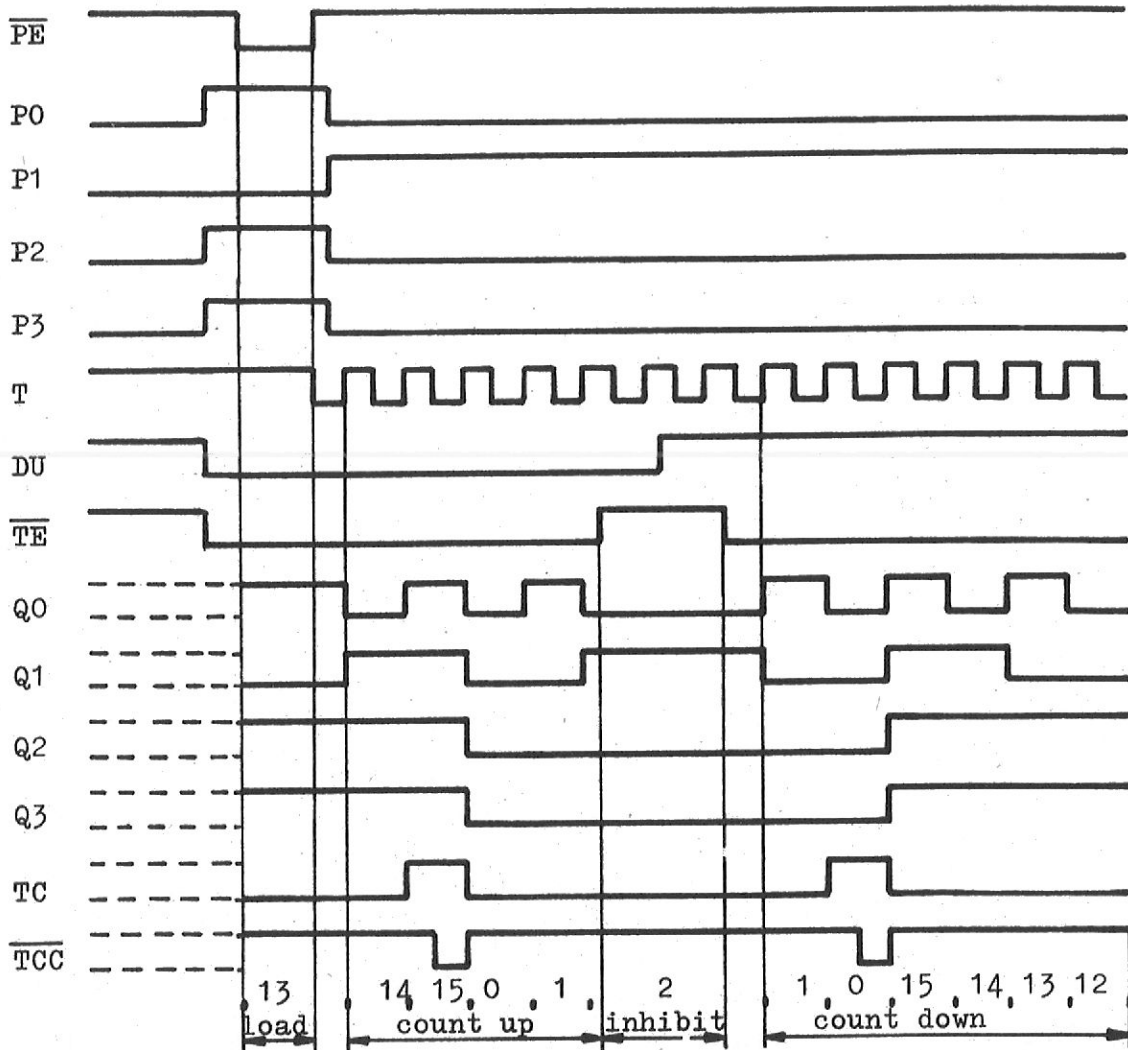 PE
P0
P1
P2
P3
T
DU
TE
Q0
Q1
Q2
Q3
TC
TCC
13 14 15 0 1 2 1 0 15 14 13 12
load count up inhibit count down